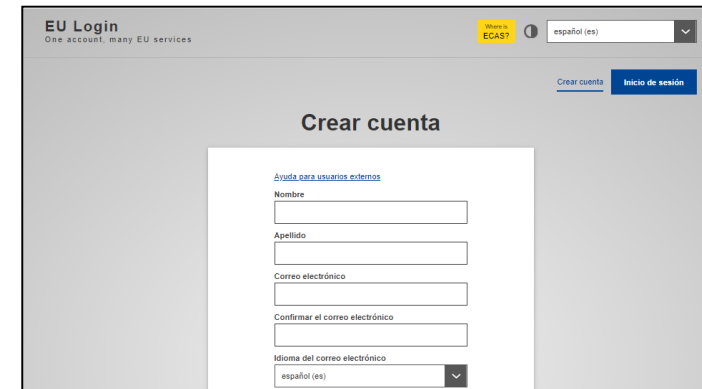 EU Login
One account, many EU services
Where is
ECAS?
español (es)
Crear cuenta
Inicio de sesión
Crear cuenta
Ayuda para usuarios externos
Nombre
Apellido
Correo electrónico
Confirmar el correo electrónico
Idioma del correo electrónico
español (es)